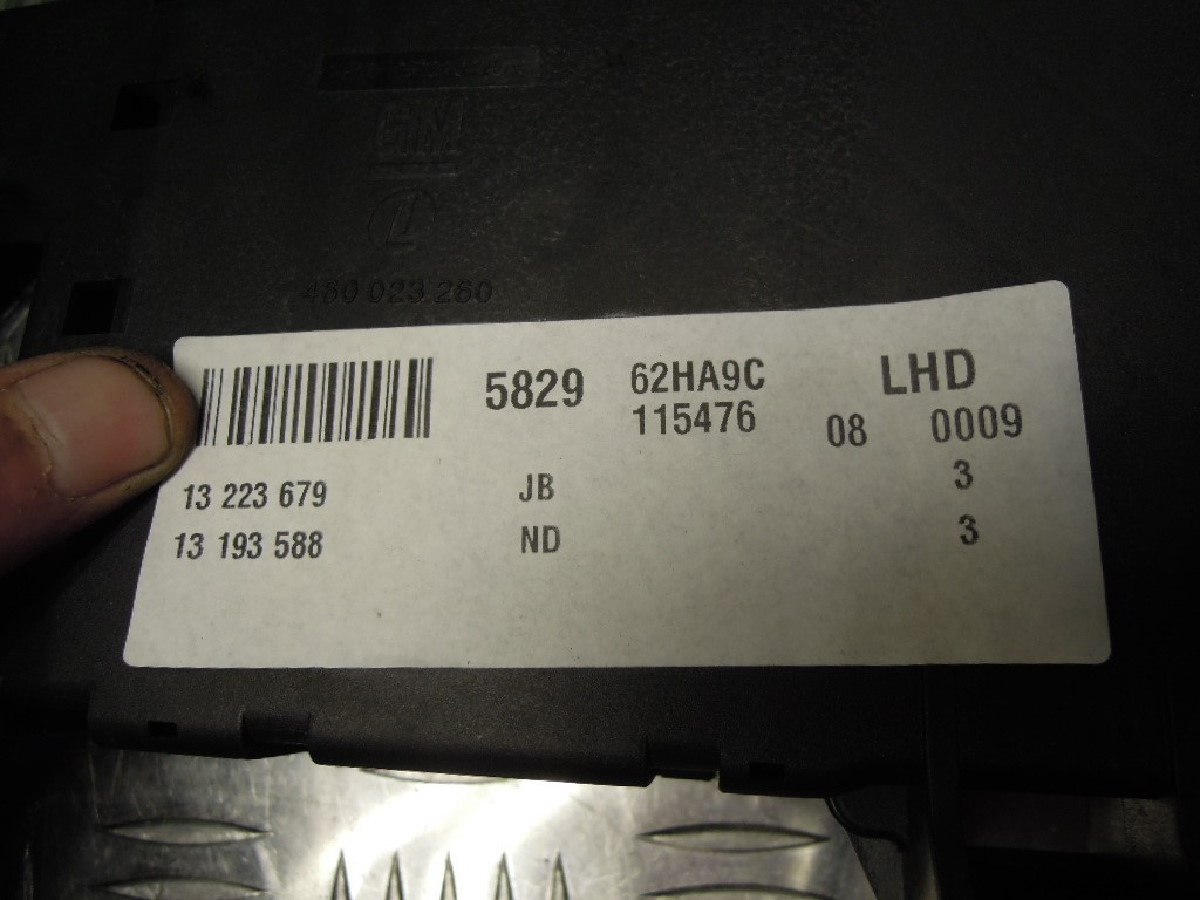 GM
460 023 260
5829 62HA9C LHD
115476 08 0009
13 223 679 JB 3
13 193 588 ND 3